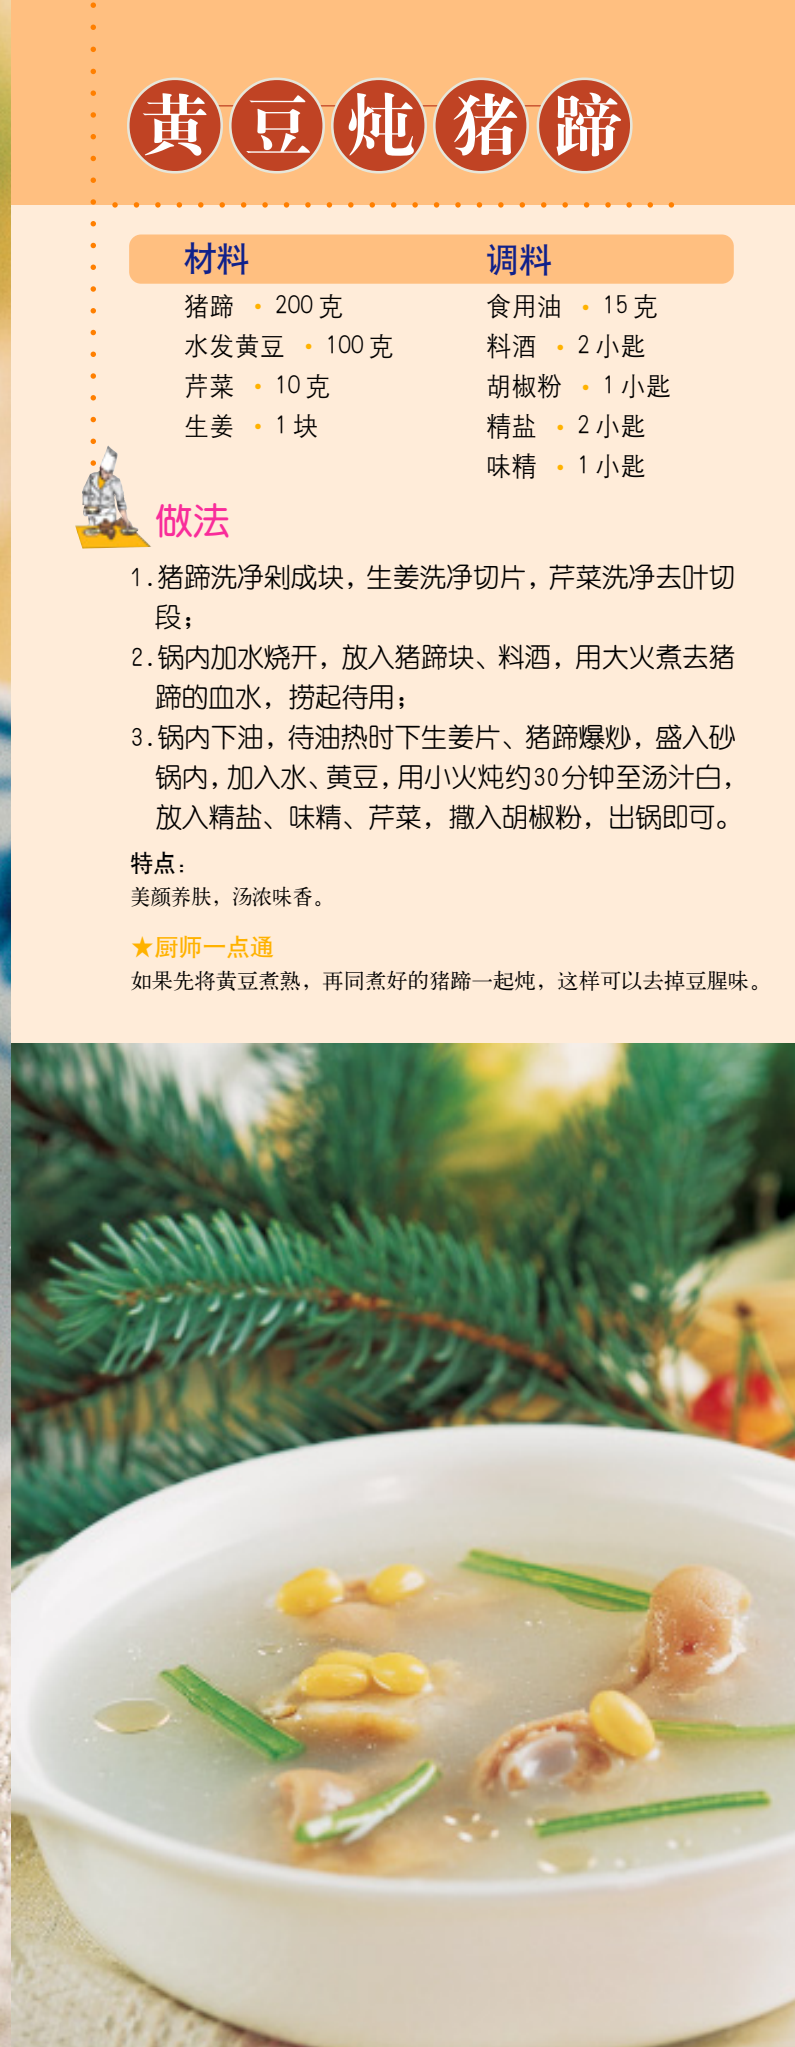 黄豆炖猪蹄
材料 调料
猪蹄 • 200克 食用油 • 15克
水发黄豆 • 100克 料酒 • 2小匙
芹菜 • 10克 胡椒粉 • 1小匙
生姜 • 1块 精盐 • 2小匙
味精 • 1小匙
做法
1.猪蹄洗净剁成块，生姜洗净切片，芹菜洗净去叶切
段；
2.锅内加水烧开，放入猪蹄块、料酒，用大火煮去猪
蹄的血水，捞起待用；
3.锅内下油，待油热时下生姜片、猪蹄爆炒，盛入砂
锅内，加入水、黄豆，用小火炖约30分钟至汤汁白，
放入精盐、味精、芹菜，撒入胡椒粉，出锅即可。
特点：
美颜养肤，汤浓味香。
★厨师一点通
如果先将黄豆煮熟，再同煮好的猪蹄一起炖，这样可以去掉豆腥味。